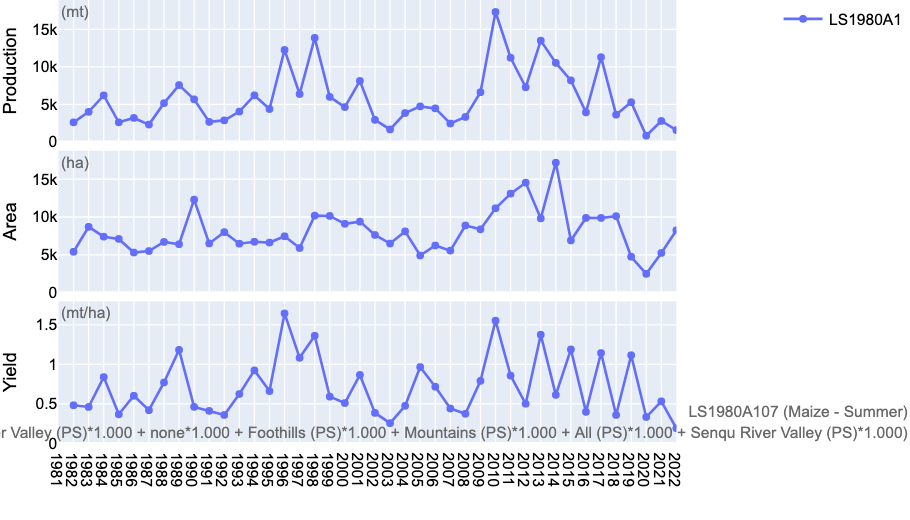 (mt)
LS1980A1
Production
15k
10k
5k
0
(ha)
Area
15k
10k
5k
0
(mt/ha)
Yield
1.5
1
0.5
0
LS1980A107 (Maize - Summer)
Valley (PS)*1.000 + none*1.000 + Foothills (PS)*1.000 + Mountains (PS)*1.000 + All (PS)*1.000 + Senqu River Valley (PS)*1.000)
1981 1982 1983 1984 1985 1986 1987 1988 1989 1990 1991 1992 1993 1994 1995 1996 1997 1998 1999 2000 2001 2002 2003 2004 2005 2006 2007 2008 2009 2010 2011 2012 2013 2014 2015 2016 2017 2018 2019 2020 2021 2022